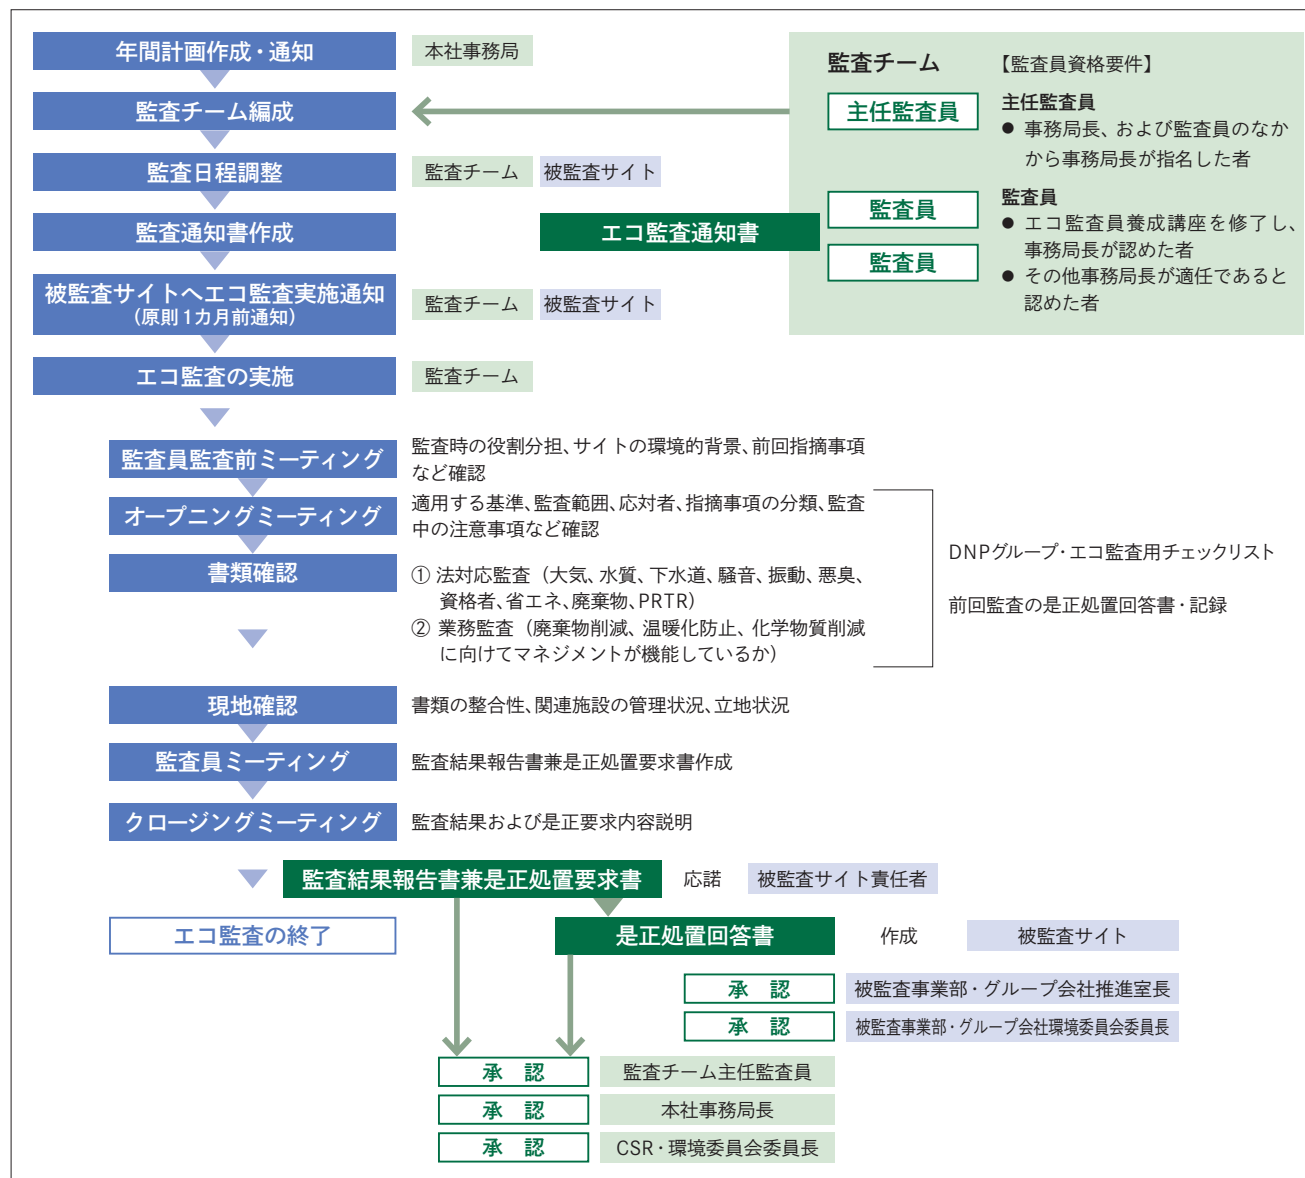 年間計画作成・通知
本社事務局
監査チーム編成
監査日程調整
監査チーム
被監査サイト
監査通知書作成
エコ監査通知書
被監査サイトへエコ監査実施通知
(原則1カ月前通知)
監査チーム
被監査サイト
エコ監査の実施
監査チーム
監査チーム
【監査員資格要件】
主任監査員
主任監査員
● 事務局長、および監査員のなか
から事務局長が指名した者
監査員
監査員
監査員
● エコ監査員養成講座を修了し、
事務局長が認めた者
● その他事務局長が適任であると
認めた者
監査員監査前ミーティング
監査時の役割分担、サイトの環境的背景、前回指摘事項
など確認
オープニングミーティング
適用する基準、監査範囲、応対者、指摘事項の分類、監査
中の注意事項など確認
書類確認
① 法対応監査（大気、水質、下水道、騒音、振動、悪臭、
資格者、省エネ、廃棄物、PRTR）
② 業務監査（廃棄物削減、温暖化防止、化学物質削減
に向けてマネジメントが機能しているか）
DNPグループ・エコ監査用チェックリスト
前回監査の是正処置回答書・記録
現地確認
書類の整合性、関連施設の管理状況、立地状況
監査員ミーティング
監査結果報告書兼是正処置要求書作成
クロージングミーティング
監査結果および是正要求内容説明
監査結果報告書兼是正処置要求書
応諾
被監査サイト責任者
エコ監査の終了
是正処置回答書
作成
被監査サイト
承 認
被監査事業部・グループ会社推進室長
承 認
被監査事業部・グループ会社環境委員会委員長
承 認
監査チーム主任監査員
承 認
本社事務局長
承 認
CSR・環境委員会委員長